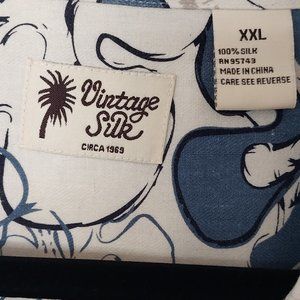 Vintage
Silk
CIRCA 1969
XXL
100% SILK
RN 95743
MADE IN CHINA
CARE SEE REVERSE